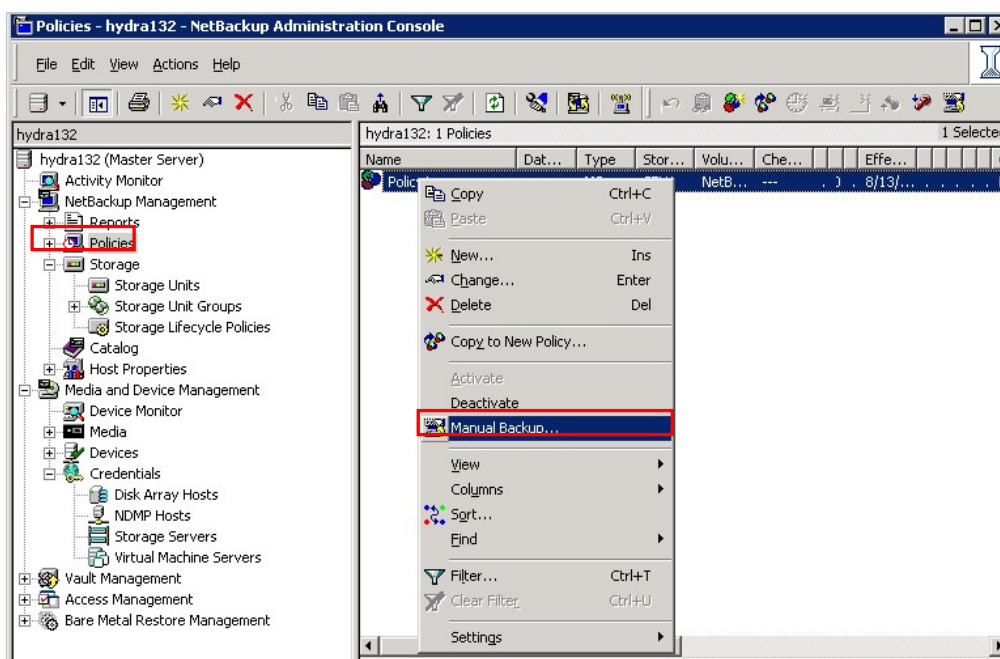 Policies - hydra132 - NetBackup Administration Console
File Edit View Actions Help
hydra132
hydra132: 1 Policies 1 Selected
hydra132 (Master Server)
Activity Monitor
NetBackup Management
Reports
Policies
Storage
Storage Units
Storage Unit Groups
Storage Lifecycle Policies
Catalog
Host Properties
Media and Device Management
Device Monitor
Media
Devices
Credentials
Disk Array Hosts
NDMP Hosts
Storage Servers
Virtual Machine Servers
Vault Management
Access Management
Bare Metal Restore Management
Name Dat... Type Stor... Volu... Che... Effe...
NetB... --- 8/13/...
Copy Ctrl+C
Paste Ctrl+V
New... Ins
Change... Enter
Delete Del
Copy to New Policy...
Activate
Deactivate
Manual Backup...
View
Columns
Sort...
Find
Filter... Ctrl+T
Clear Filter Ctrl+U
Settings